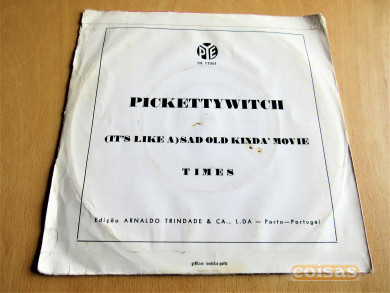 PYE
PICKETTYWITCH
(IT'S LIKE A) SAD OLD KINDA' MOVIE
TIMES
Edição ARNALDO TRINDADE & CA., L.DA — Porto—Portugal
coisas